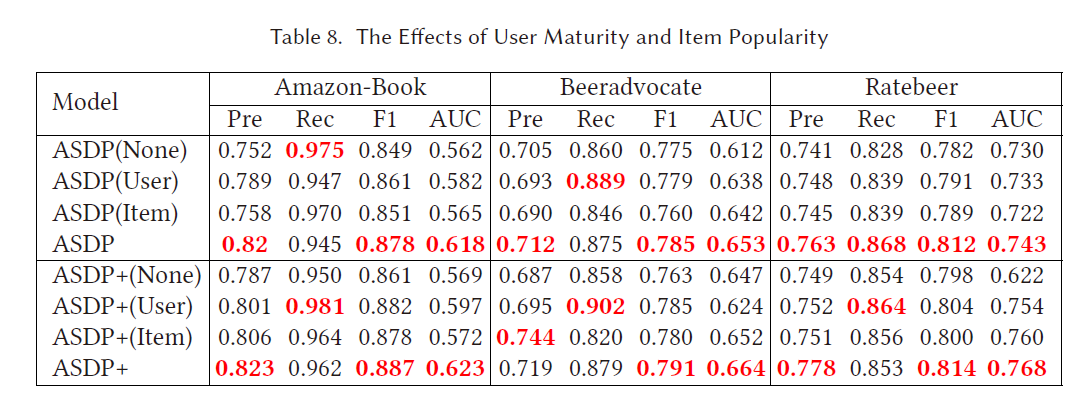 Table 8. The Effects of User Maturity and Item Popularity
Model Amazon-Book Beeradvocate Ratebeer
Pre Rec F1 AUC Pre Rec F1 AUC Pre Rec F1 AUC
ASDP(None) 0.752 0.975 0.849 0.562 0.705 0.860 0.775 0.612 0.741 0.828 0.782 0.730
ASDP(User) 0.789 0.947 0.861 0.582 0.693 0.889 0.779 0.638 0.748 0.839 0.791 0.733
ASDP(Item) 0.758 0.970 0.851 0.565 0.690 0.846 0.760 0.642 0.745 0.839 0.789 0.722
ASDP 0.82 0.945 0.878 0.618 0.712 0.875 0.785 0.653 0.763 0.868 0.812 0.743
ASDP+(None) 0.787 0.950 0.861 0.569 0.687 0.858 0.763 0.647 0.749 0.854 0.798 0.622
ASDP+(User) 0.801 0.981 0.882 0.597 0.695 0.902 0.785 0.624 0.752 0.864 0.804 0.754
ASDP+(Item) 0.806 0.964 0.878 0.572 0.744 0.820 0.780 0.652 0.751 0.856 0.800 0.760
ASDP+ 0.823 0.962 0.887 0.623 0.719 0.879 0.791 0.664 0.778 0.853 0.814 0.768